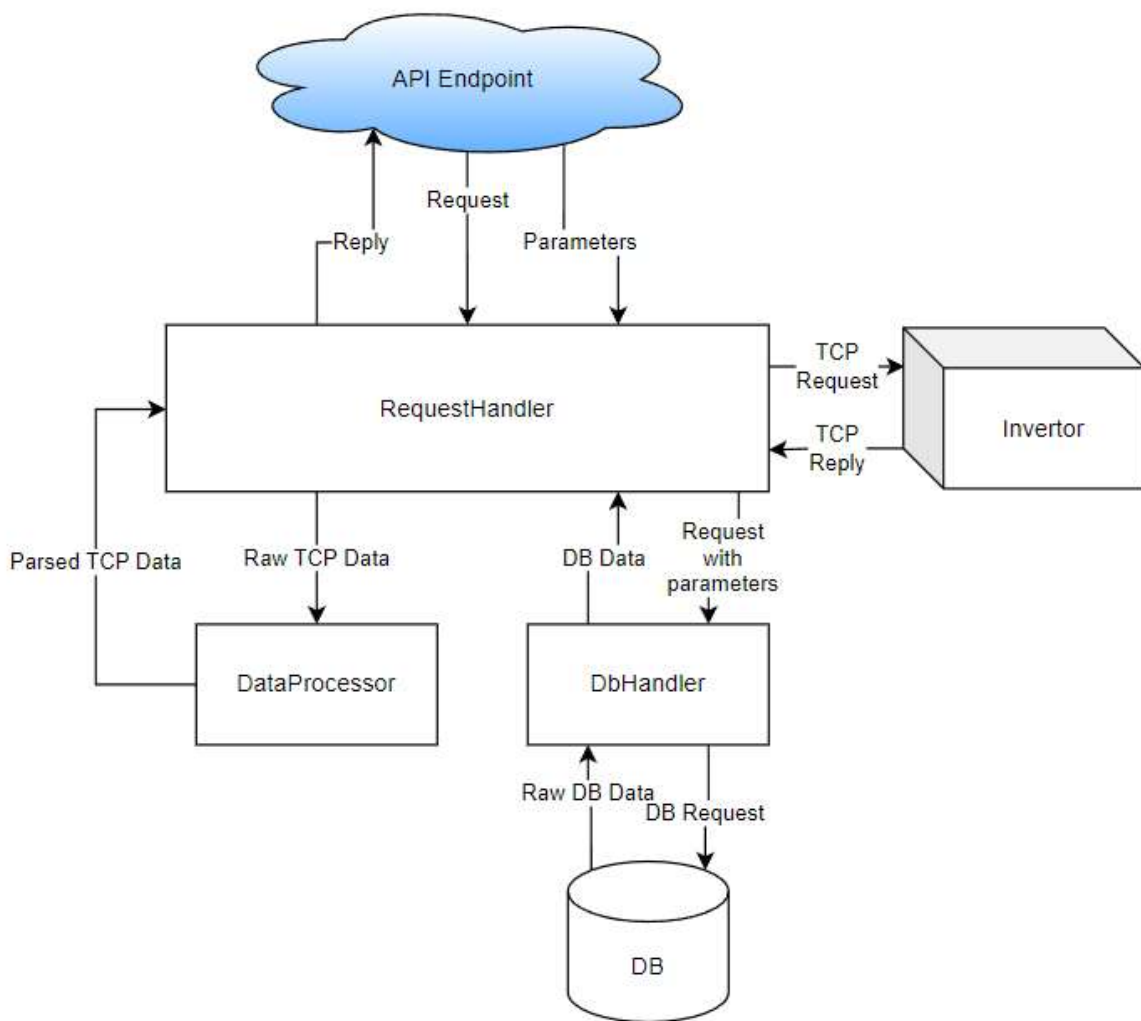 API Endpoint
Request
Reply
Parameters
TCP
Request
RequestHandler
Invertor
TCP
Reply
Parsed TCP Data
Raw TCP Data
DB Data
Request
with
parameters
DataProcessor
DbHandler
Raw DB Data
DB Request
DB